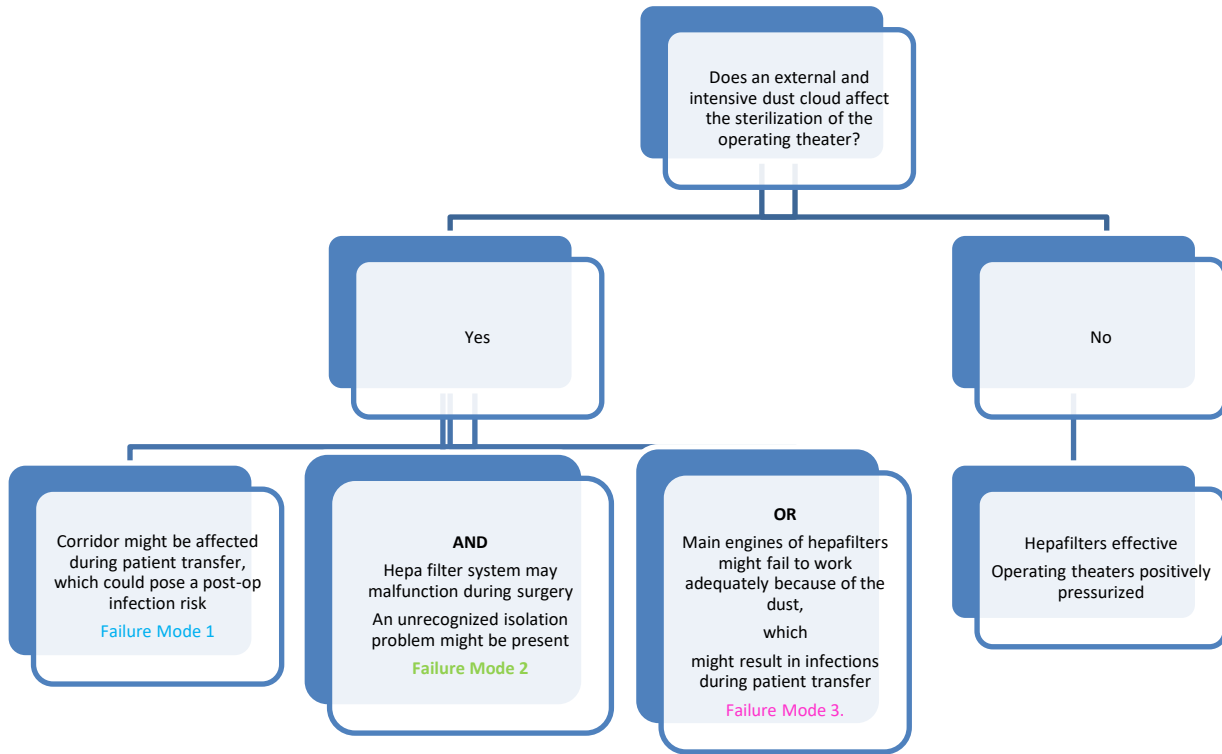 Does an external and
intensive dust cloud affect
the sterilization of the
operating theater?
Yes
No
Corridor might be affected
during patient transfer,
which could pose a post-op
infection risk
Failure Mode 1
AND
Hepa filter system may
malfunction during surgery
An unrecognized isolation
problem might be present
Failure Mode 2
OR
Main engines of hepafilters
might fail to work
adequately because of the
dust,
which
might result in infections
during patient transfer
Failure Mode 3.
Hepafilters effective
Operating theaters positively
pressurized